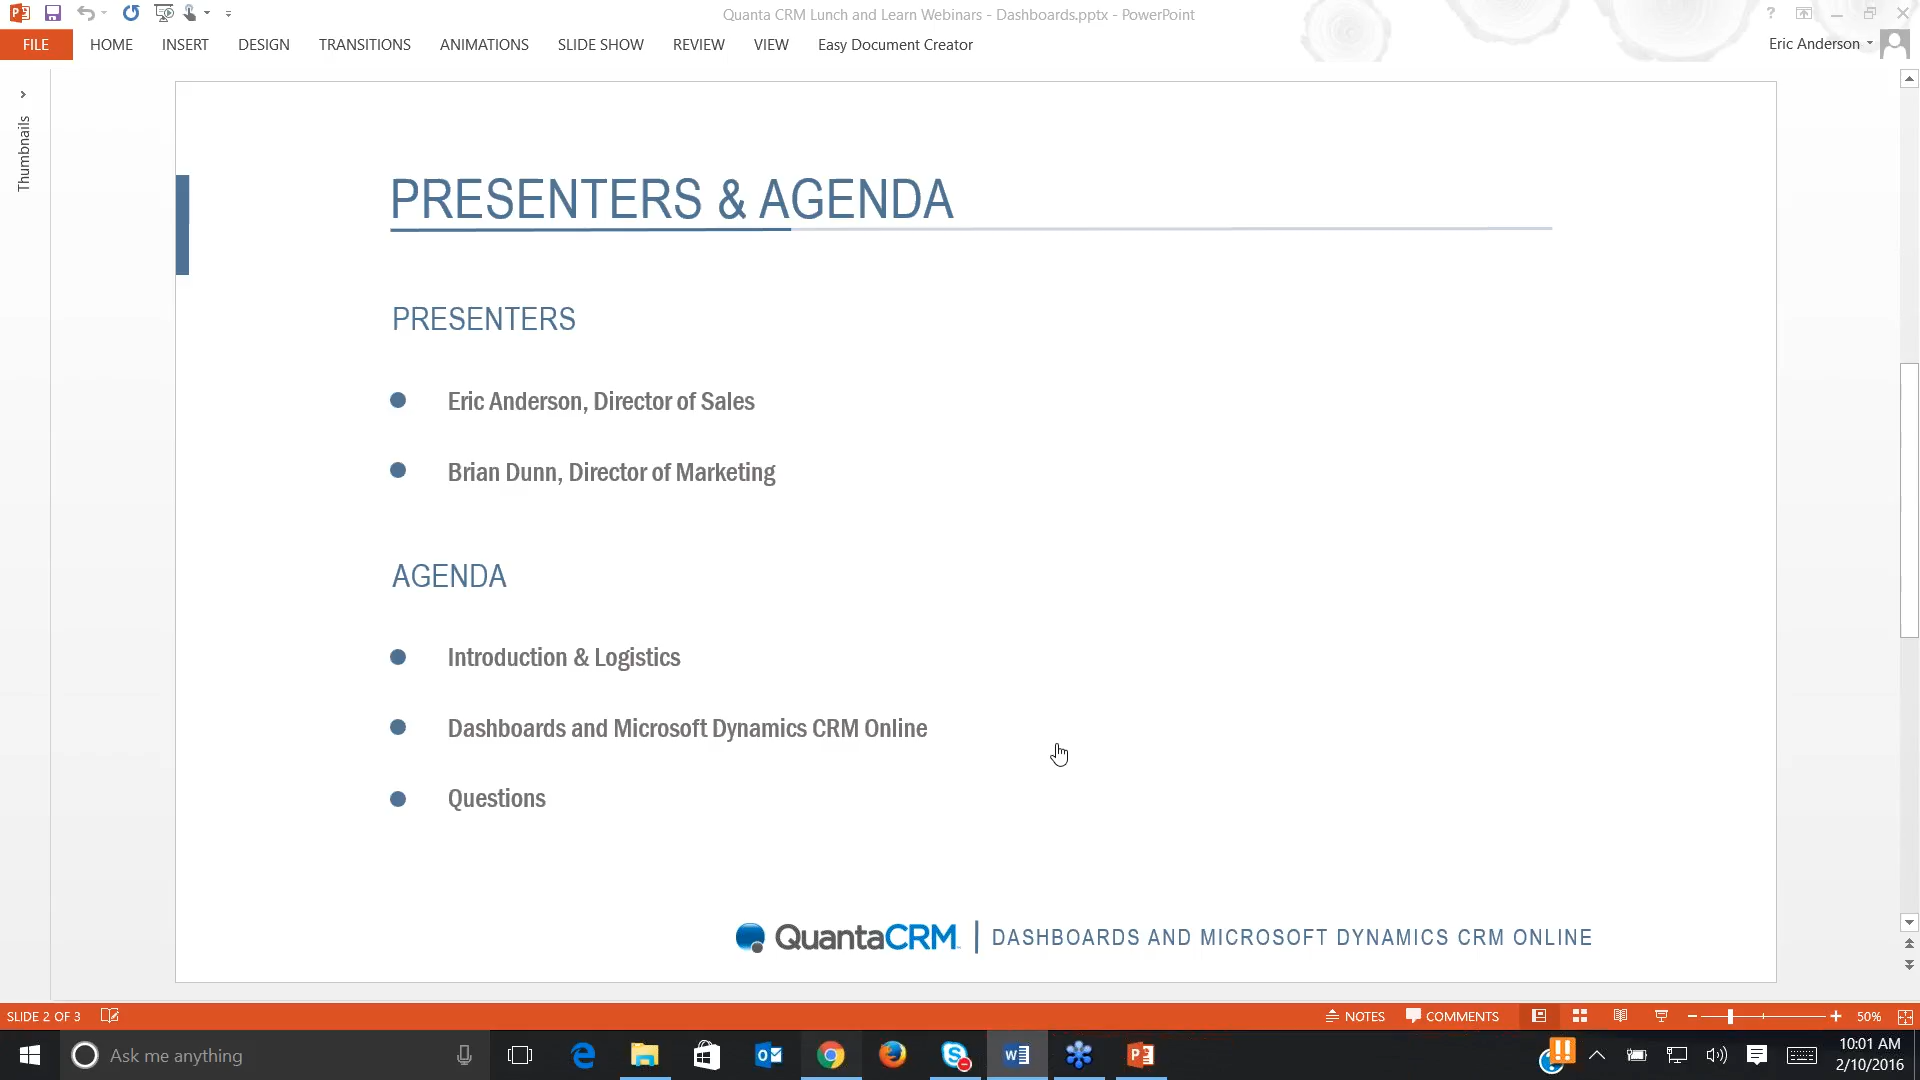 Quanta CRM Lunch and Learn Webinars - Dashboards.pptx - PowerPoint
FILE HOME INSERT DESIGN TRANSITIONS ANIMATIONS SLIDE SHOW REVIEW VIEW Easy Document Creator
Eric Anderson
Thumbnails
PRESENTERS & AGENDA
PRESENTERS
Eric Anderson, Director of Sales
Brian Dunn, Director of Marketing
AGENDA
Introduction & Logistics
Dashboards and Microsoft Dynamics CRM Online
Questions
QuantaCRM DASHBOARDS AND MICROSOFT DYNAMICS CRM ONLINE
SLIDE 2 OF 3 NOTES COMMENTS 50%
Ask me anything
10:01 AM
2/10/2016